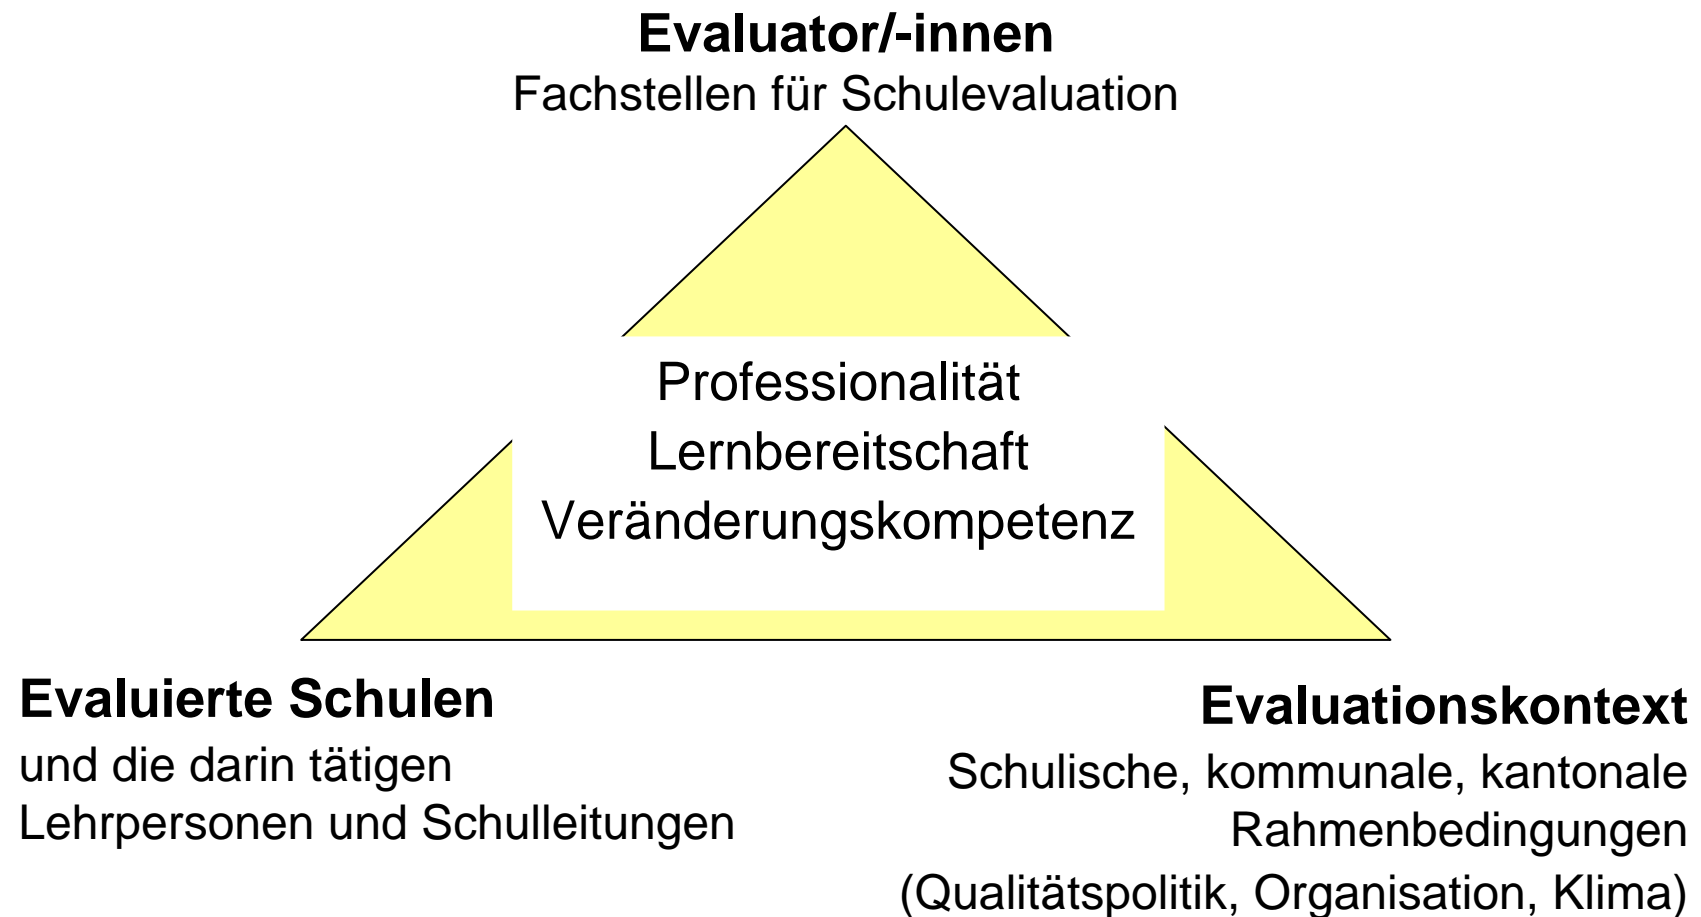 Evaluator/-innen
Fachstellen für Schulevaluation
Professionalität
Lernbereitschaft
Veränderungskompetenz
Evaluierte Schulen
und die darin tätigen
Lehrpersonen und Schulleitungen
Evaluationskontext
Schulische, kommunale, kantonale
Rahmenbedingungen
(Qualitätspolitik, Organisation, Klima)